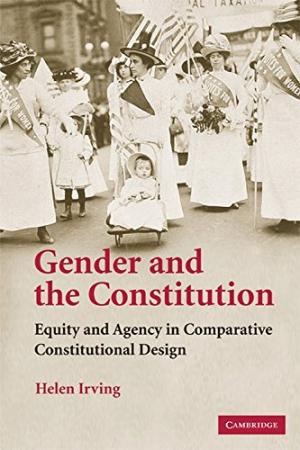 Gender and
the Constitution
Equity and Agency in Comparative
Constitutional Design
Helen Irving
CAMBRIDGE